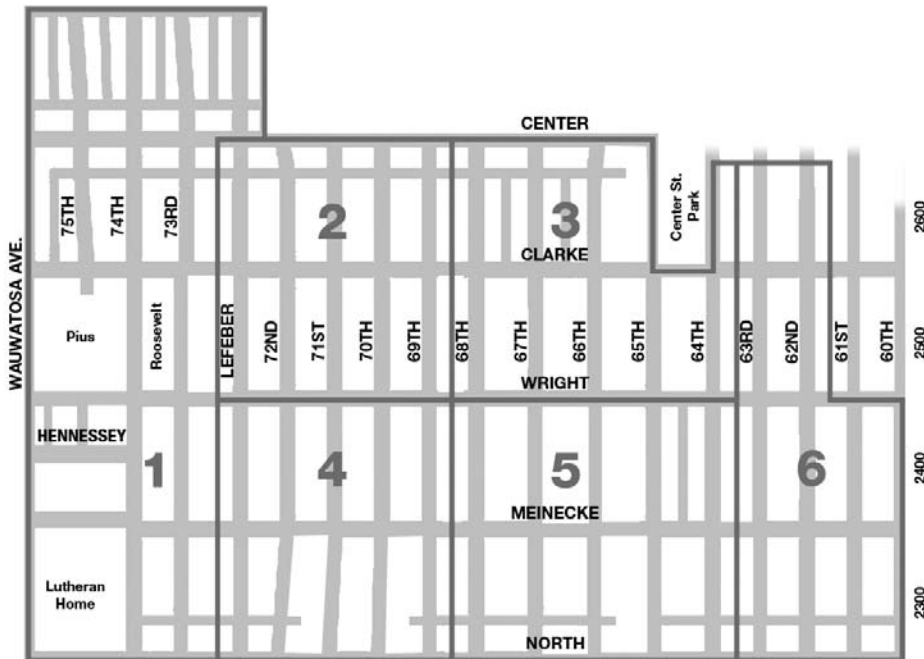 CENTER
75TH
74TH
73RD
2
3
Center St.
Park
2600
CLARKE
WAUWATOSA AVE.
Pius
Roosevelt
LEFEBER
72ND
71ST
70TH
69TH
68TH
67TH
66TH
65TH
64TH
63RD
62ND
61ST
60TH
2500
WRIGHT
HENNESSEY
1
4
5
6
2400
MEINECKE
Lutheran
Home
2300
NORTH